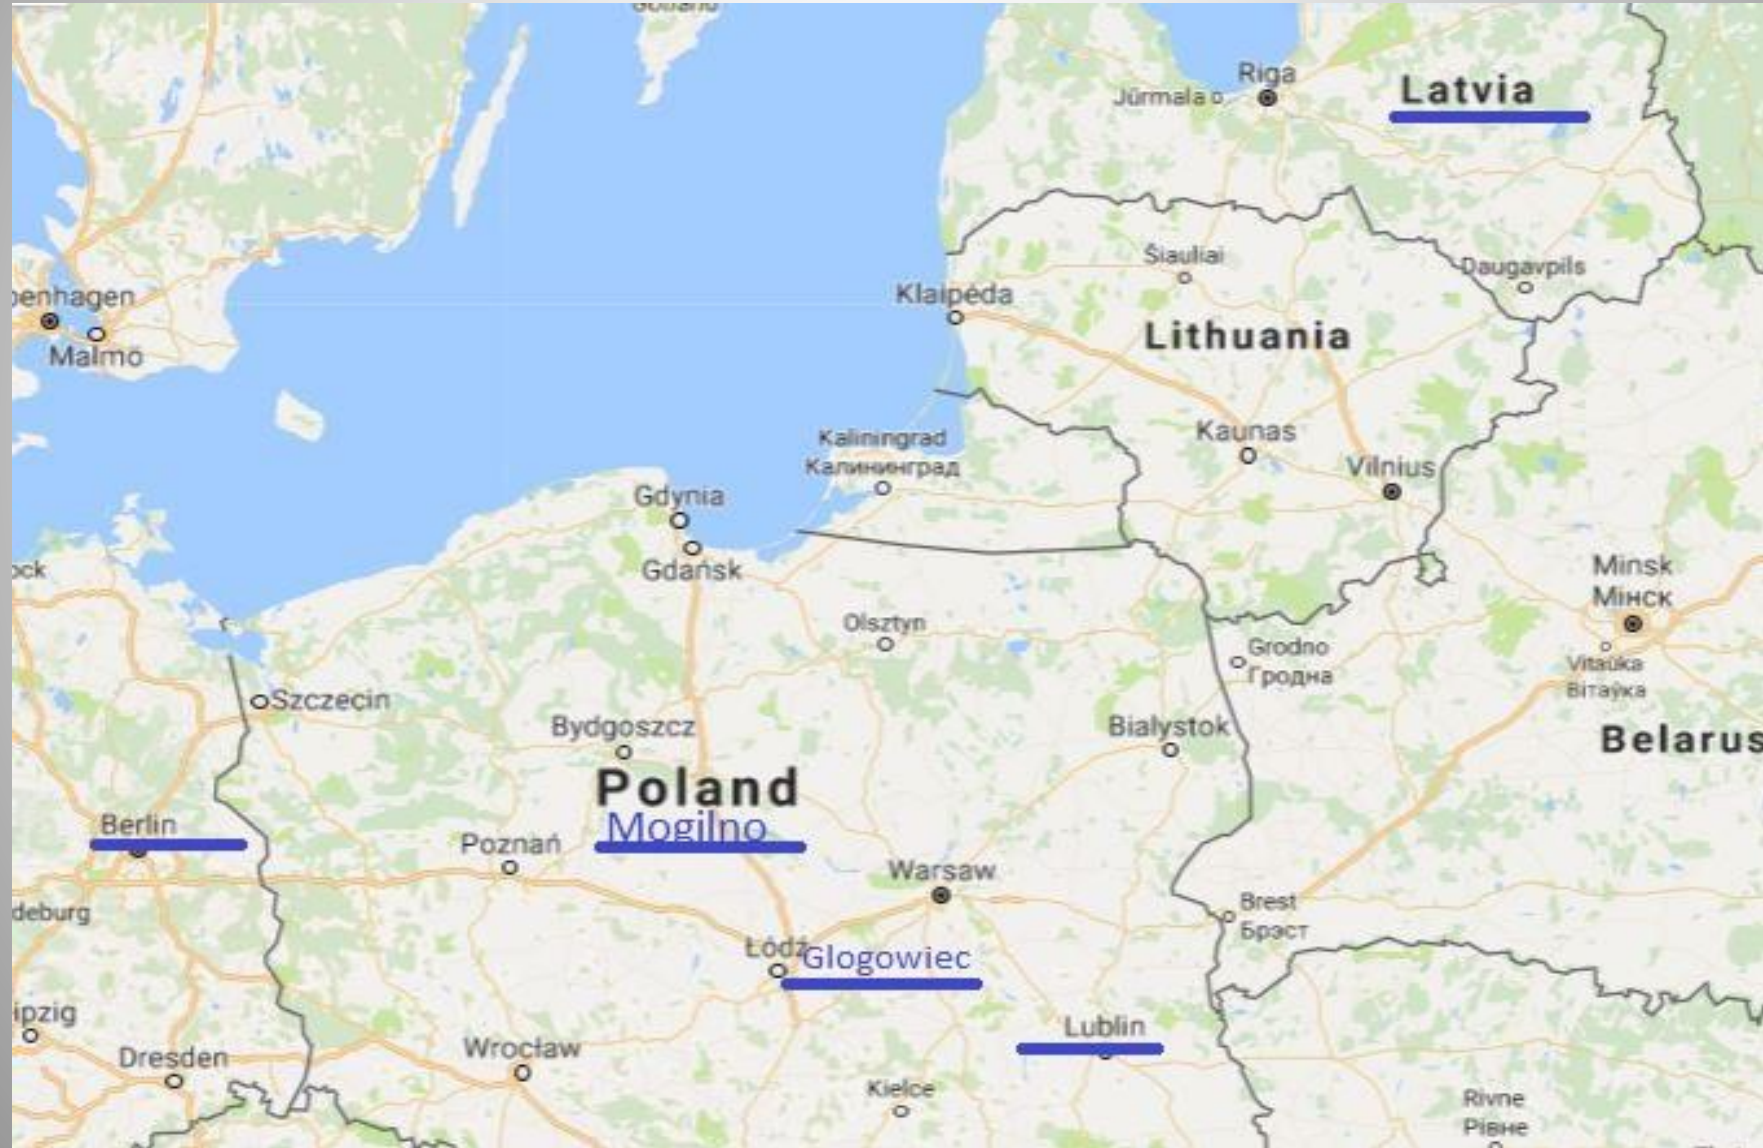 Gotland
Riga
Jūrmala
Latvia
Šiauliai
Daugavpils
Klaipėda
penhagen
Malmö
Lithuania
Kaliningrad
Калининград
Kaunas
Vilnius
Gdynia
Gdańsk
ock
Minsk
Мінск
Olsztyn
Grodno
Гродна
Vitaŭka
Вітаўка
Szczecin
Bydgoszcz
Białystok
Belarus
Poland
Mogilno
Berlin
Poznań
Warsaw
deburg
Brest
Брэст
Łódź
Glogowiec
ipzig
Lublin
Dresden
Wrocław
Kielce
Rivne
Рівне